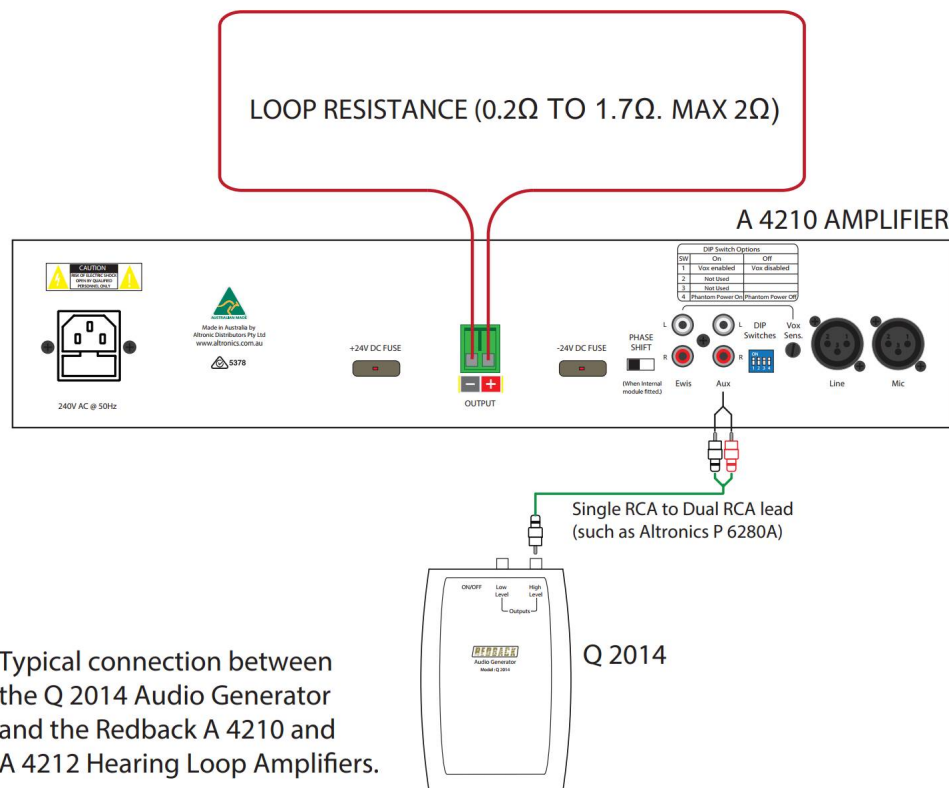 LOOP RESISTANCE (0.2Ω TO 1.7Ω. MAX 2Ω)
A 4210 AMPLIFIER
CAUTION
RISK OF ELECTRIC SHOCK
OPEN BY QUALIFIED
PERSONNEL ONLY
AUSTRALIAN MADE
Made in Australia by
Altronic Distributors Pty Ltd
www.altronics.com.au
5378
240V AC @ 50Hz
+24V DC FUSE
OUTPUT
-24V DC FUSE
PHASE
SHIFT
(When Internal
module fitted.)
DIP Switch Options
SW On Off
1 Vox enabled Vox disabled
2 Not Used
3 Not Used
4 Phantom Power On Phantom Power Off
L
R
Ewis
L
R
Aux
DIP
Switches
ON
1 2 3 4
Vox
Sens.
Line
Mic
Single RCA to Dual RCA lead
(such as Altronics P 6280A)
ON/OFF
Low
Level
High
Level
Outputs
REDBACK
Audio Generator
Model : Q 2014
Q 2014
Typical connection between
the Q 2014 Audio Generator
and the Redback A 4210 and
A 4212 Hearing Loop Amplifiers.